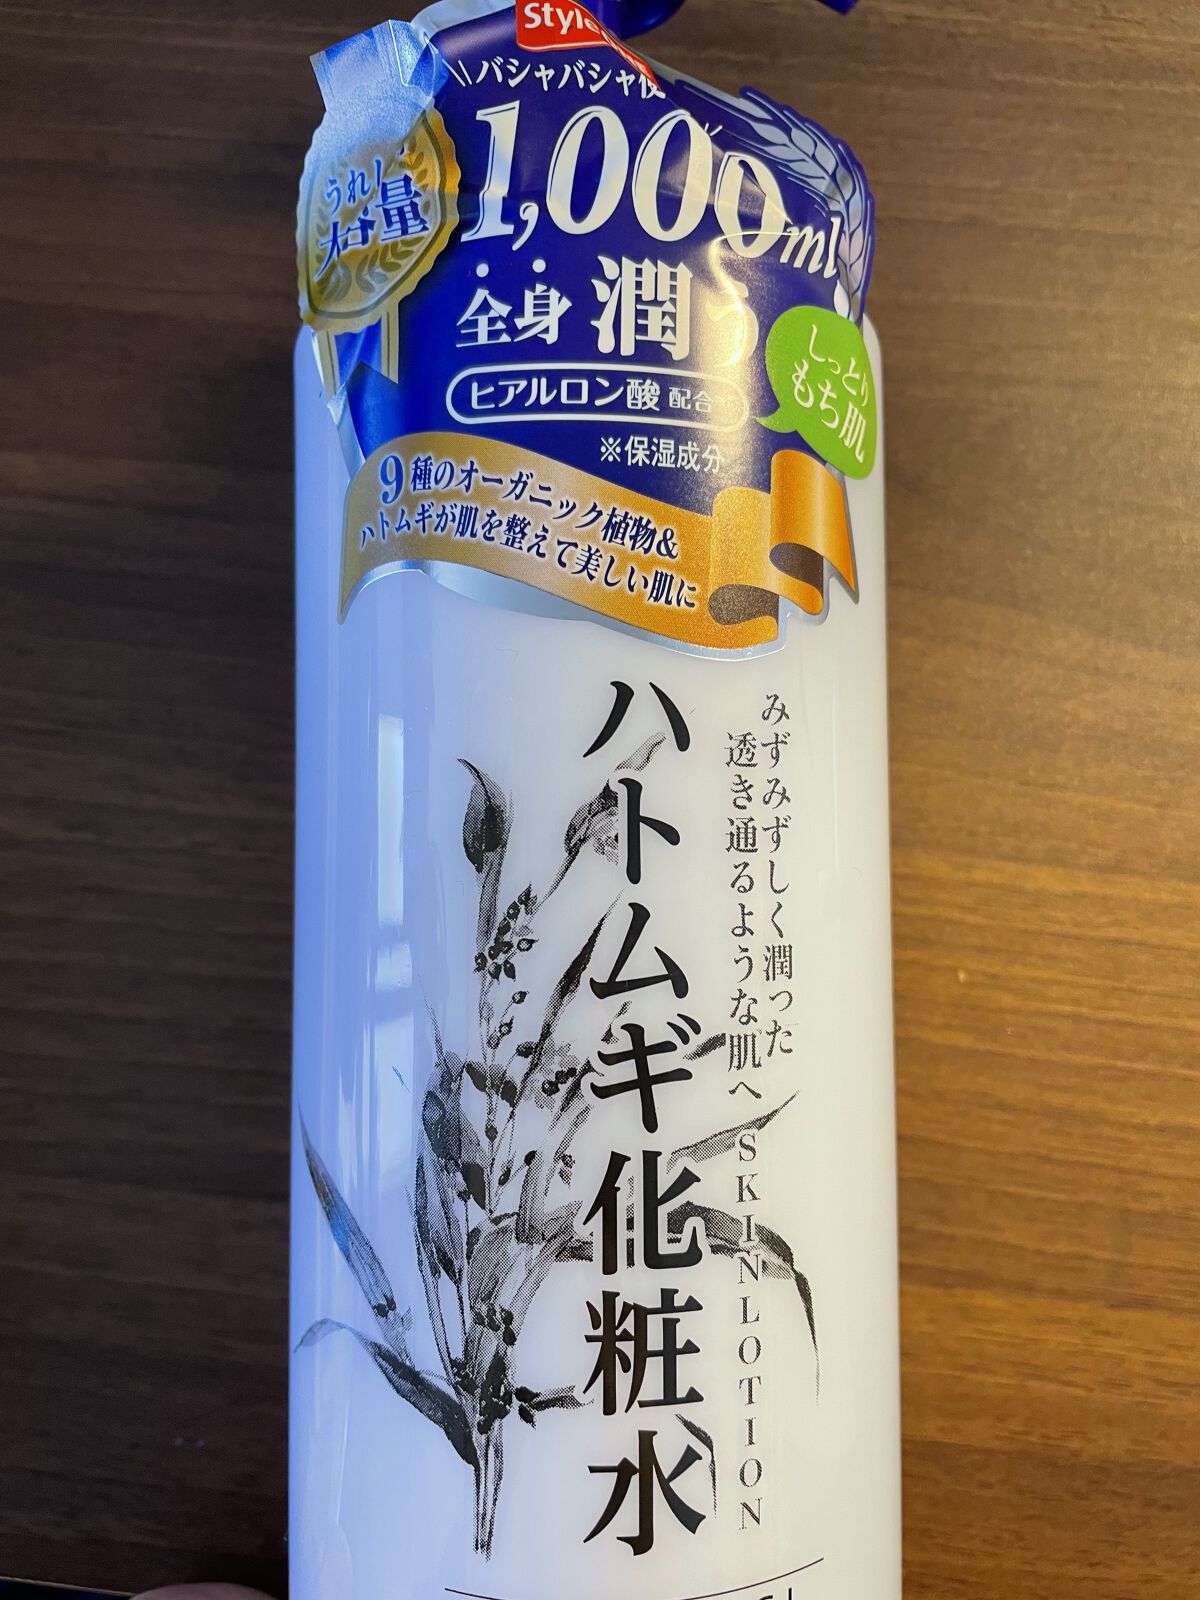 Style
バシャバシャ使
1,000ml
うれし
大容量
全身潤う
ヒアルロン酸 配合※
※保湿成分
しっとり
もち肌
9種のオーガニック植物&
ハトムギが肌を整えて美しい肌に
みずみずしく潤った
透き通るような肌へ
SKIN LOTION
ハトムギ化粧水